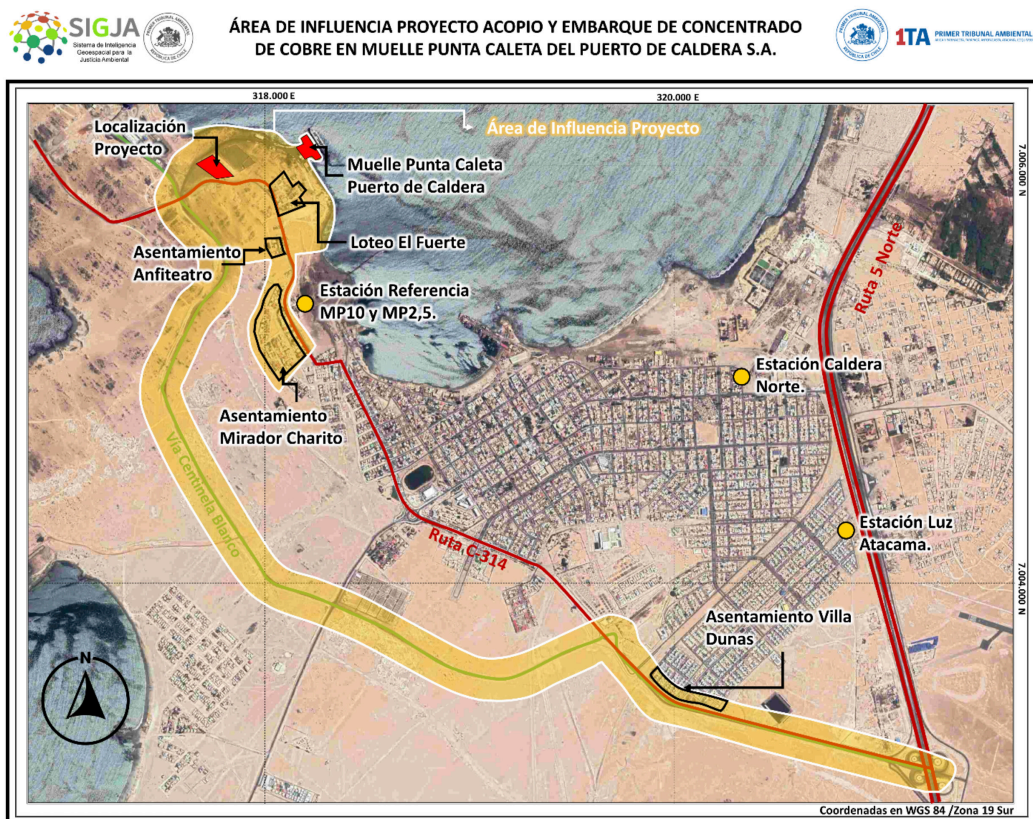 SIGJA
Sistema de Inteligencia
Geoespacial para la
Justicia Ambiental
ÁREA DE INFLUENCIA PROYECTO ACOPIO Y EMBARQUE DE CONCENTRADO
DE COBRE EN MUELLE PUNTA CALETA DEL PUERTO DE CALDERA S.A.
1TA
PRIMER TRIBUNAL AMBIENTAL
318.000 E
320.000 E
Localización
Proyecto
Área de Influencia Proyecto
Muelle Punta Caleta
Puerto de Caldera
7.006.000 N
Loteo El Fuerte
Asentamiento
Anfiteatro
Ruta 5 Norte
Estación Referencia
MP10 y MP2,5.
Estación Caldera
Norte.
Asentamiento
Mirador Charito
Vía Centinela Blanco
Ruta C-314
Estación Luz
Atacama.
7.004.000 N
Asentamiento Villa
Dunas
N
Coordenadas en WGS 84 /Zona 19 Sur